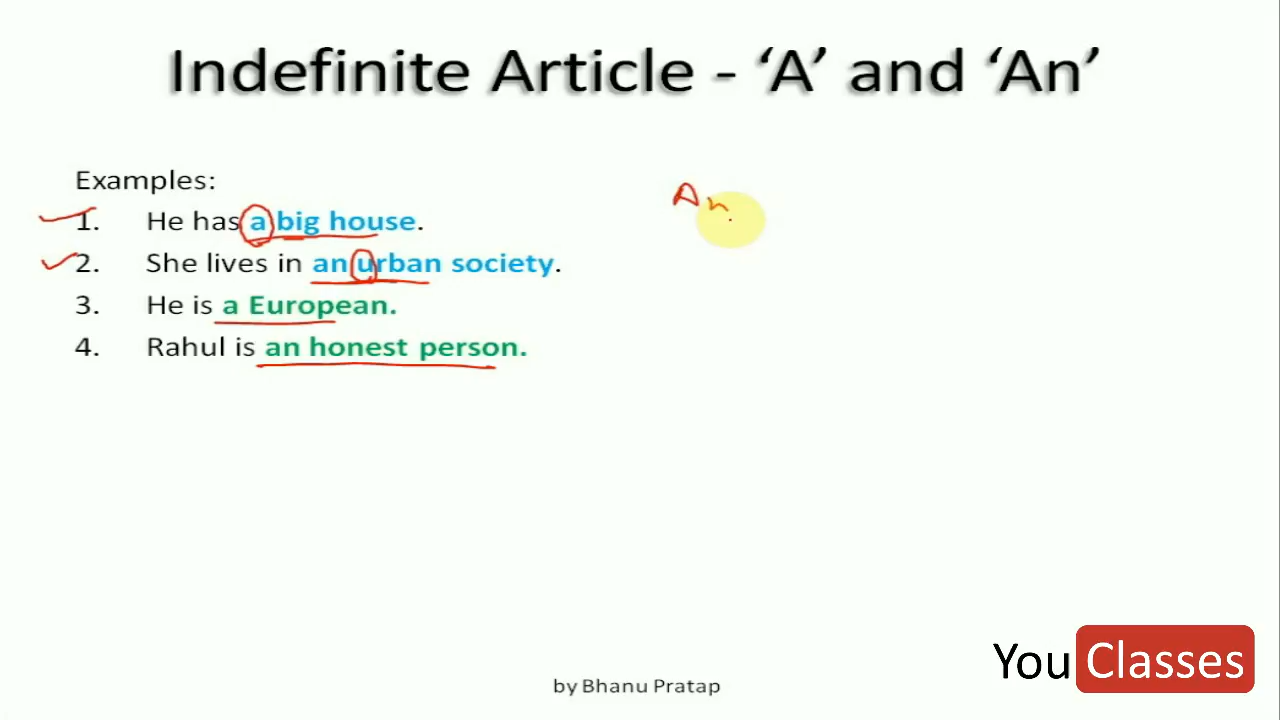 Indefinite Article - ‘A’ and ‘An’
Examples:
An
1. He has a big house.
2. She lives in an urban society.
3. He is a European.
4. Rahul is an honest person.
You Classes
by Bhanu Pratap